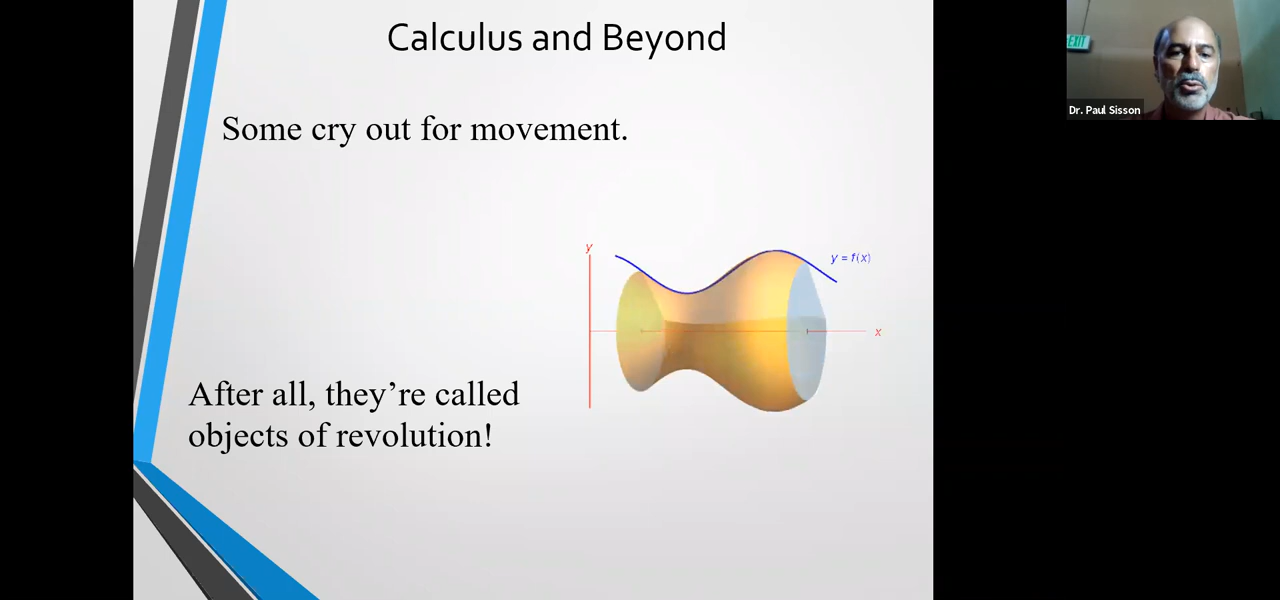 Calculus and Beyond
EXIT
Dr. Paul Sisson
Some cry out for movement.
y
y = f(x)
x
After all, they’re called
objects of revolution!